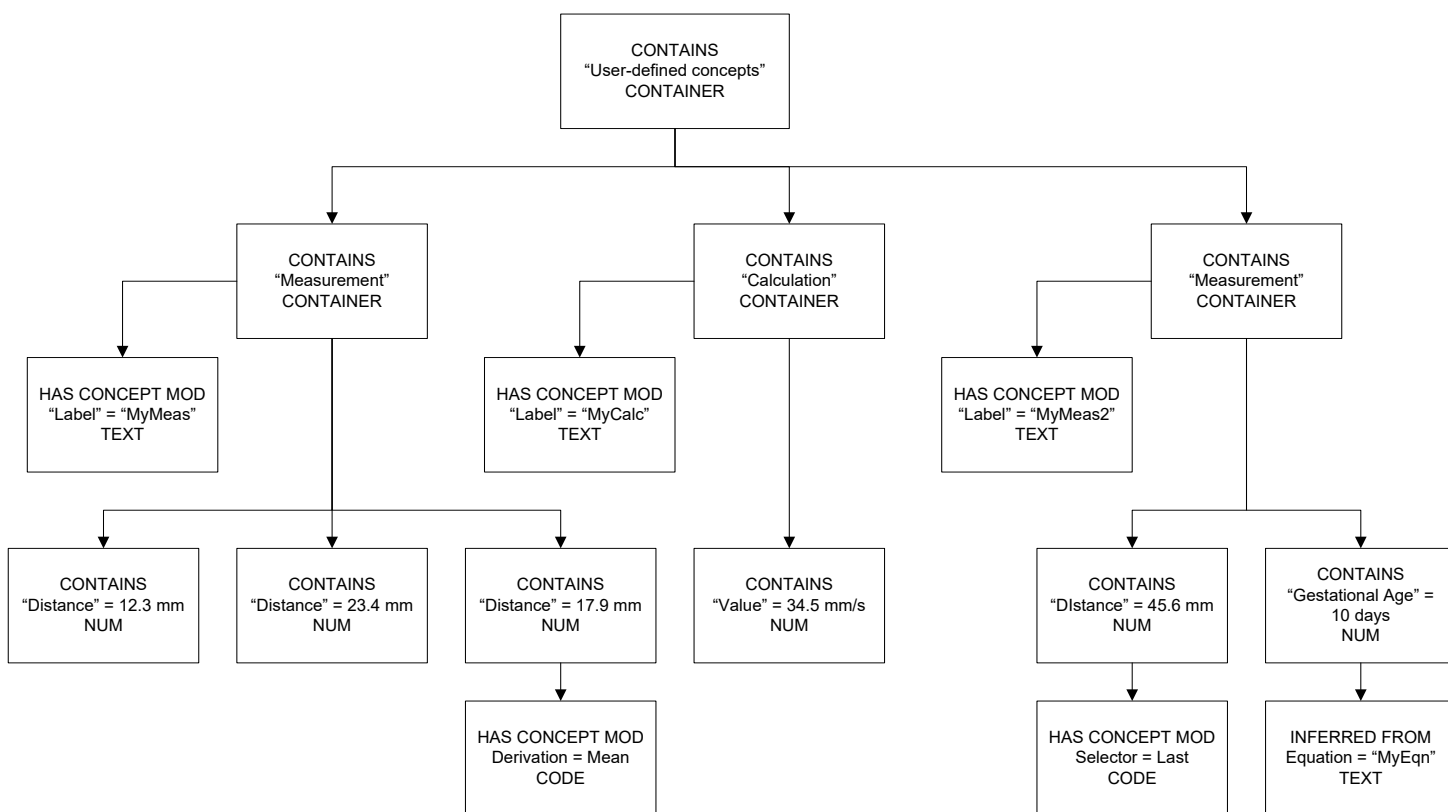 CONTAINS
“User-defined concepts”
CONTAINER
CONTAINS
“Measurement”
CONTAINER
CONTAINS
“Calculation”
CONTAINER
CONTAINS
“Measurement”
CONTAINER
HAS CONCEPT MOD
“Label” = “MyMeas”
TEXT
HAS CONCEPT MOD
“Label” = “MyCalc”
TEXT
HAS CONCEPT MOD
“Label” = “MyMeas2”
TEXT
CONTAINS
“Distance” = 12.3 mm
NUM
CONTAINS
“Distance” = 23.4 mm
NUM
CONTAINS
“Distance” = 17.9 mm
NUM
CONTAINS
“Value” = 34.5 mm/s
NUM
CONTAINS
“DIstance” = 45.6 mm
NUM
CONTAINS
“Gestational Age” =
10 days
NUM
HAS CONCEPT MOD
Derivation = Mean
CODE
HAS CONCEPT MOD
Selector = Last
CODE
INFERRED FROM
Equation = “MyEqn”
TEXT